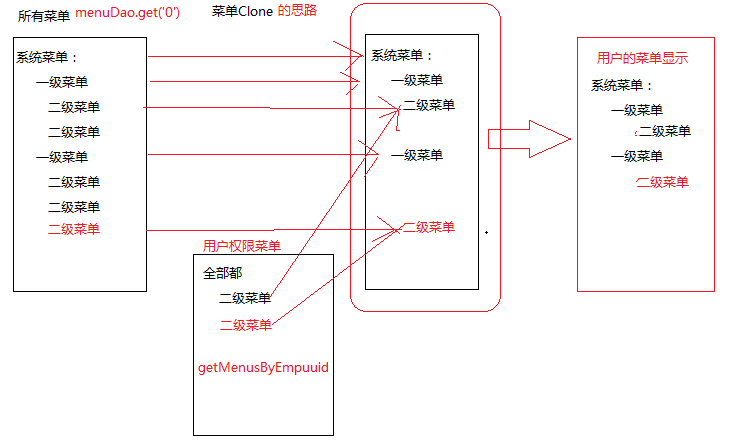 所有菜单 menuDao.get('0')
系统菜单：
一级菜单
二级菜单
二级菜单
一级菜单
二级菜单
二级菜单
二级菜单
菜单Clone 的思路
系统菜单：
一级菜单
二级菜单
一级菜单
二级菜单
用户权限菜单
全部都
二级菜单
二级菜单
getMenusByEmpuuid
用户的菜单显示
系统菜单：
一级菜单
二级菜单
一级菜单
二级菜单